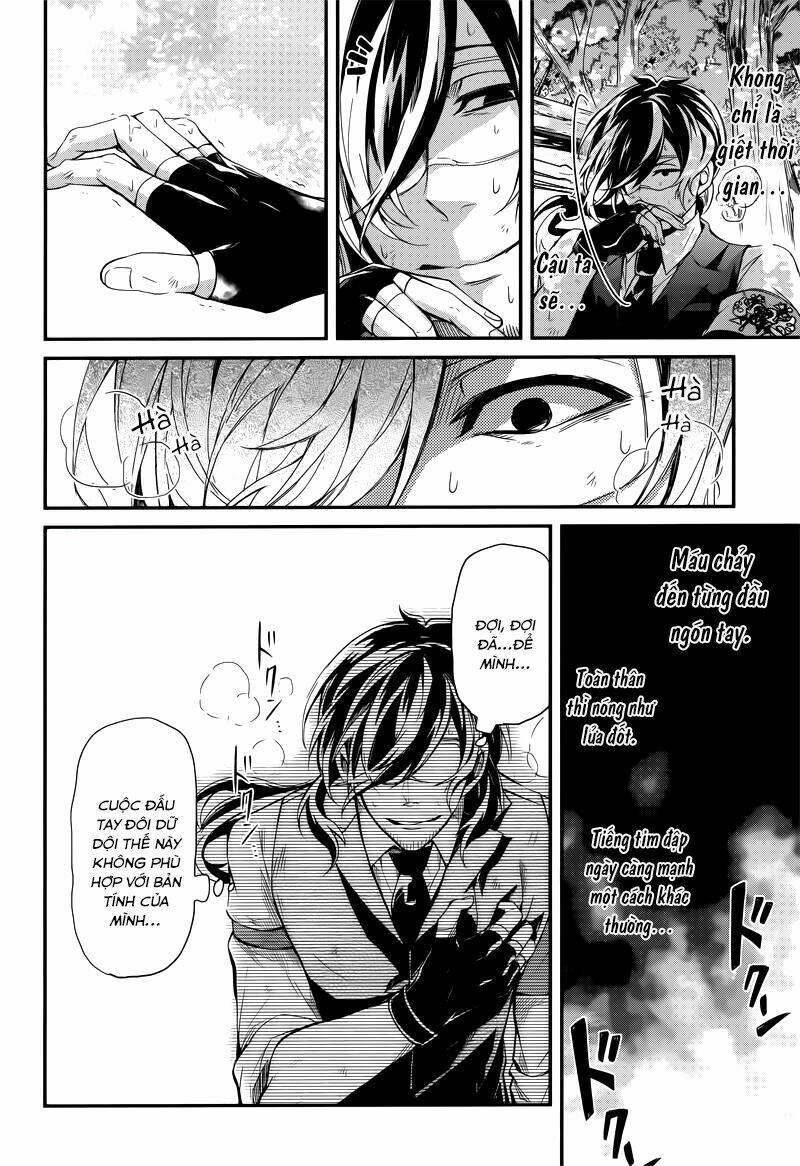 Không
chỉ là
giết thời
gian...
Cậu ta
sẽ...
ドクン
Hà
Hà
Hà
Hà
Máu chảy
đến từng đầu
ngón tay.
Toàn thân
thì nóng như
lửa đốt.
Tiếng tim đập
ngày càng mạnh
một cách khác
thường...
ドクン
ドクン
ĐỢI, ĐỢI
ĐÃ...ĐỂ
MÌNH...
CUỘC ĐẤU
TAY ĐÔI DỮ
DỘI THẾ NÀY
KHÔNG PHÙ
HỢP VỚI BẢN
TÍNH CỦA
MÌNH...